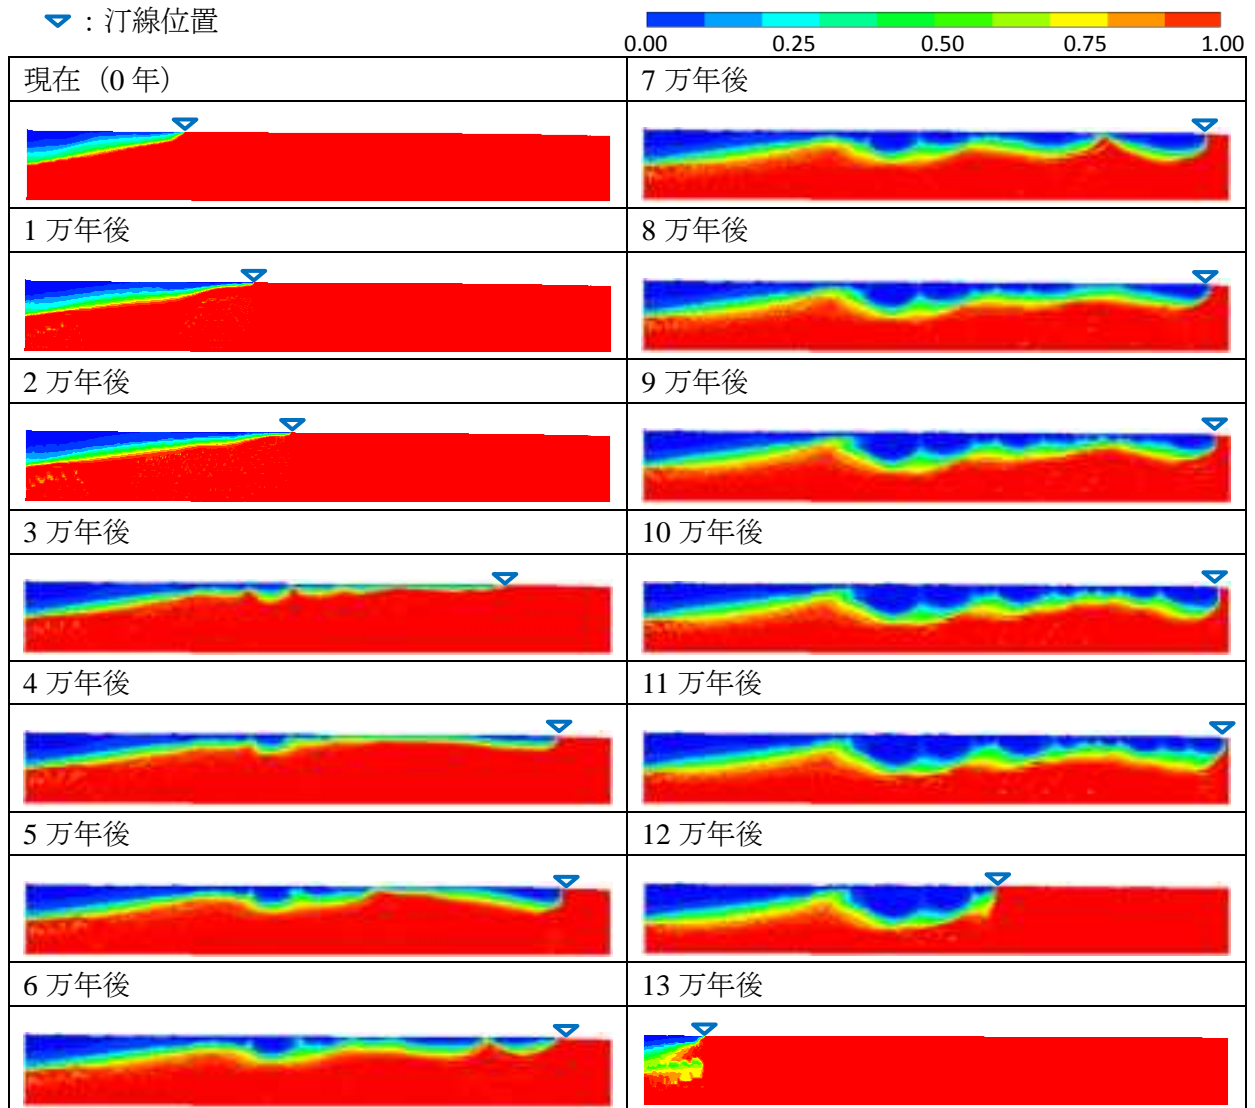 ：汀線位置
0.00 0.25 0.50 0.75 1.00
現在（0 年）
1 万年後
2 万年後
3 万年後
4 万年後
5 万年後
6 万年後
7 万年後
8 万年後
9 万年後
10 万年後
11 万年後
12 万年後
13 万年後